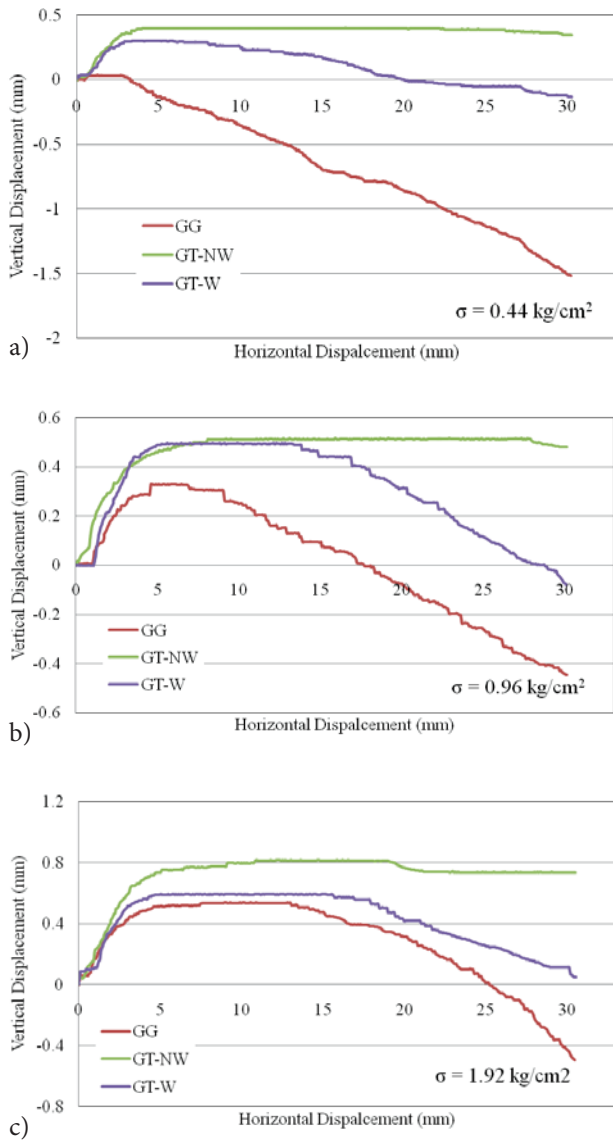 0.5
0
-0.5
-1
-1.5
-2
0 5 10 15 20 25 30
Vertical Displacement (mm)
GG
GT-NW
GT-W
σ = 0.44 kg/cm²
Horizontal Dispalcement (mm)
a)
0.6
0.4
0.2
0
-0.2
-0.4
-0.6
0 5 10 15 20 25 30
Vertical Displacement (mm)
GG
GT-NW
GT-W
σ = 0.96 kg/cm²
Horizontal Dispalcement (mm)
b)
1.2
0.8
0.4
0
-0.4
-0.8
0 5 10 15 20 25 30
Vertical Displacement (mm)
GG
GT-NW
GT-W
σ = 1.92 kg/cm2
Horizontal Dispalcement (mm)
c)